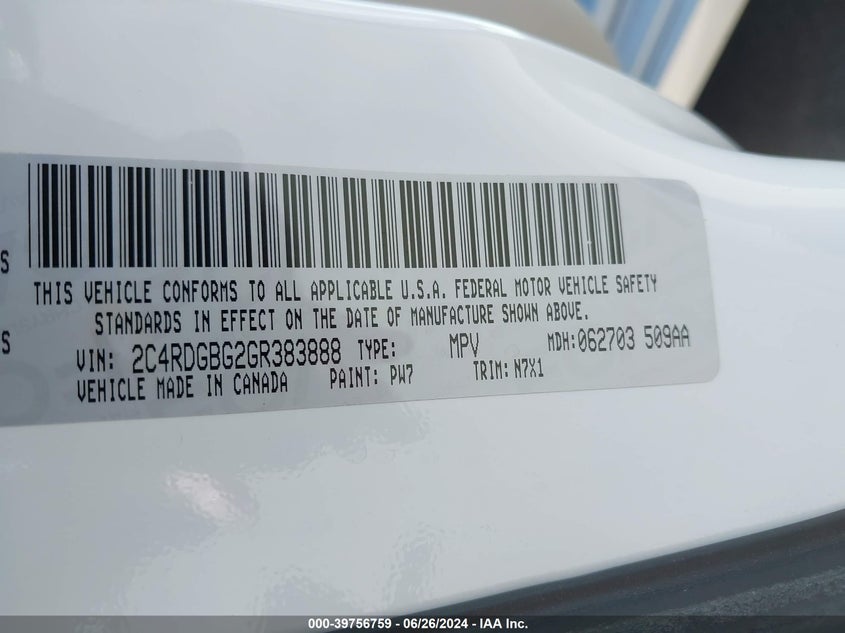 S
THIS VEHICLE CONFORMS TO ALL APPLICABLE U.S.A. FEDERAL MOTOR VEHICLE SAFETY
STANDARDS IN EFFECT ON THE DATE OF MANUFACTURE SHOWN ABOVE.
S
VIN: 2C4RDGBG2GR383888 TYPE: MPV MDH:062703 509AA
VEHICLE MADE IN CANADA PAINT: PW7 TRIM: N7X1
000-39756759 - 06/26/2024 - IAA Inc.